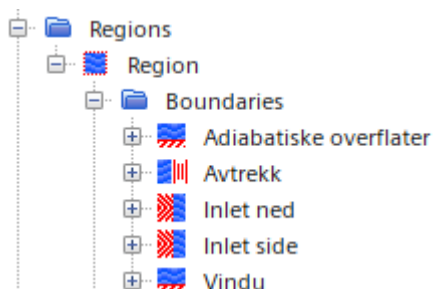 Regions
Region
Boundaries
Adiabatiske overflater
Avtrekk
Inlet ned
Inlet side
Vindu